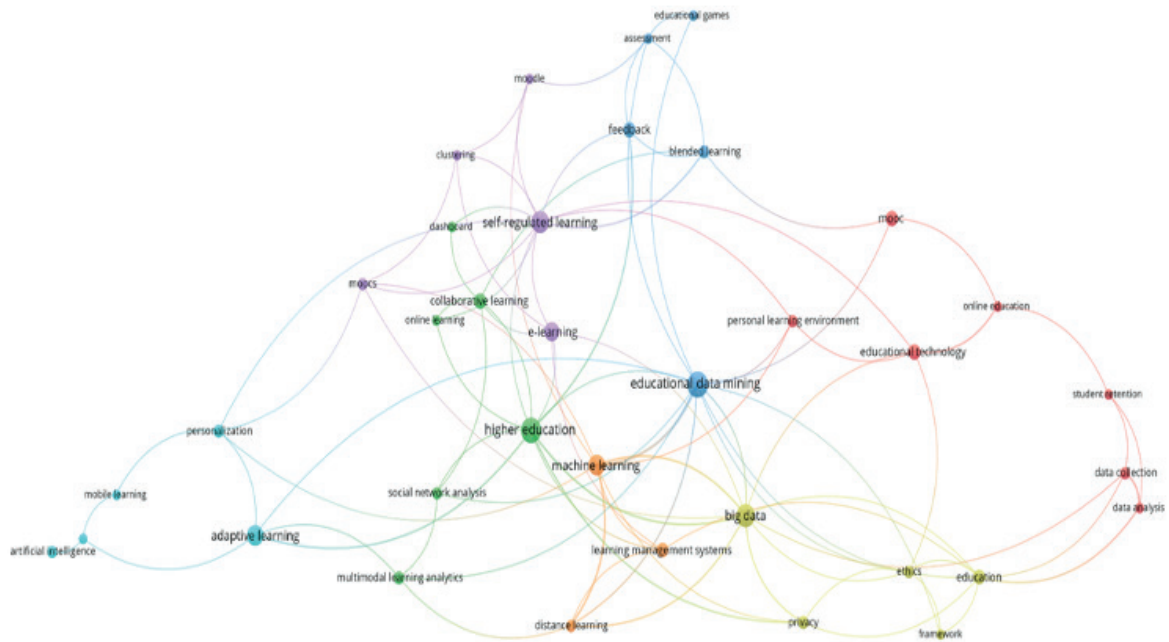 educational games
assessment
moodle
feedback
blended learning
clustering
self-regulated learning
dashboard
mooc
moocs
collaborative learning
online learning
e-learning
online education
personal learning environment
educational technology
educational data mining
student retention
personalization
higher education
machine learning
data collection
mobile learning
social network analysis
data analysis
big data
adaptive learning
artificial intelligence
learning management systems
multimodal learning analytics
ethics
education
distance learning
privacy
framework